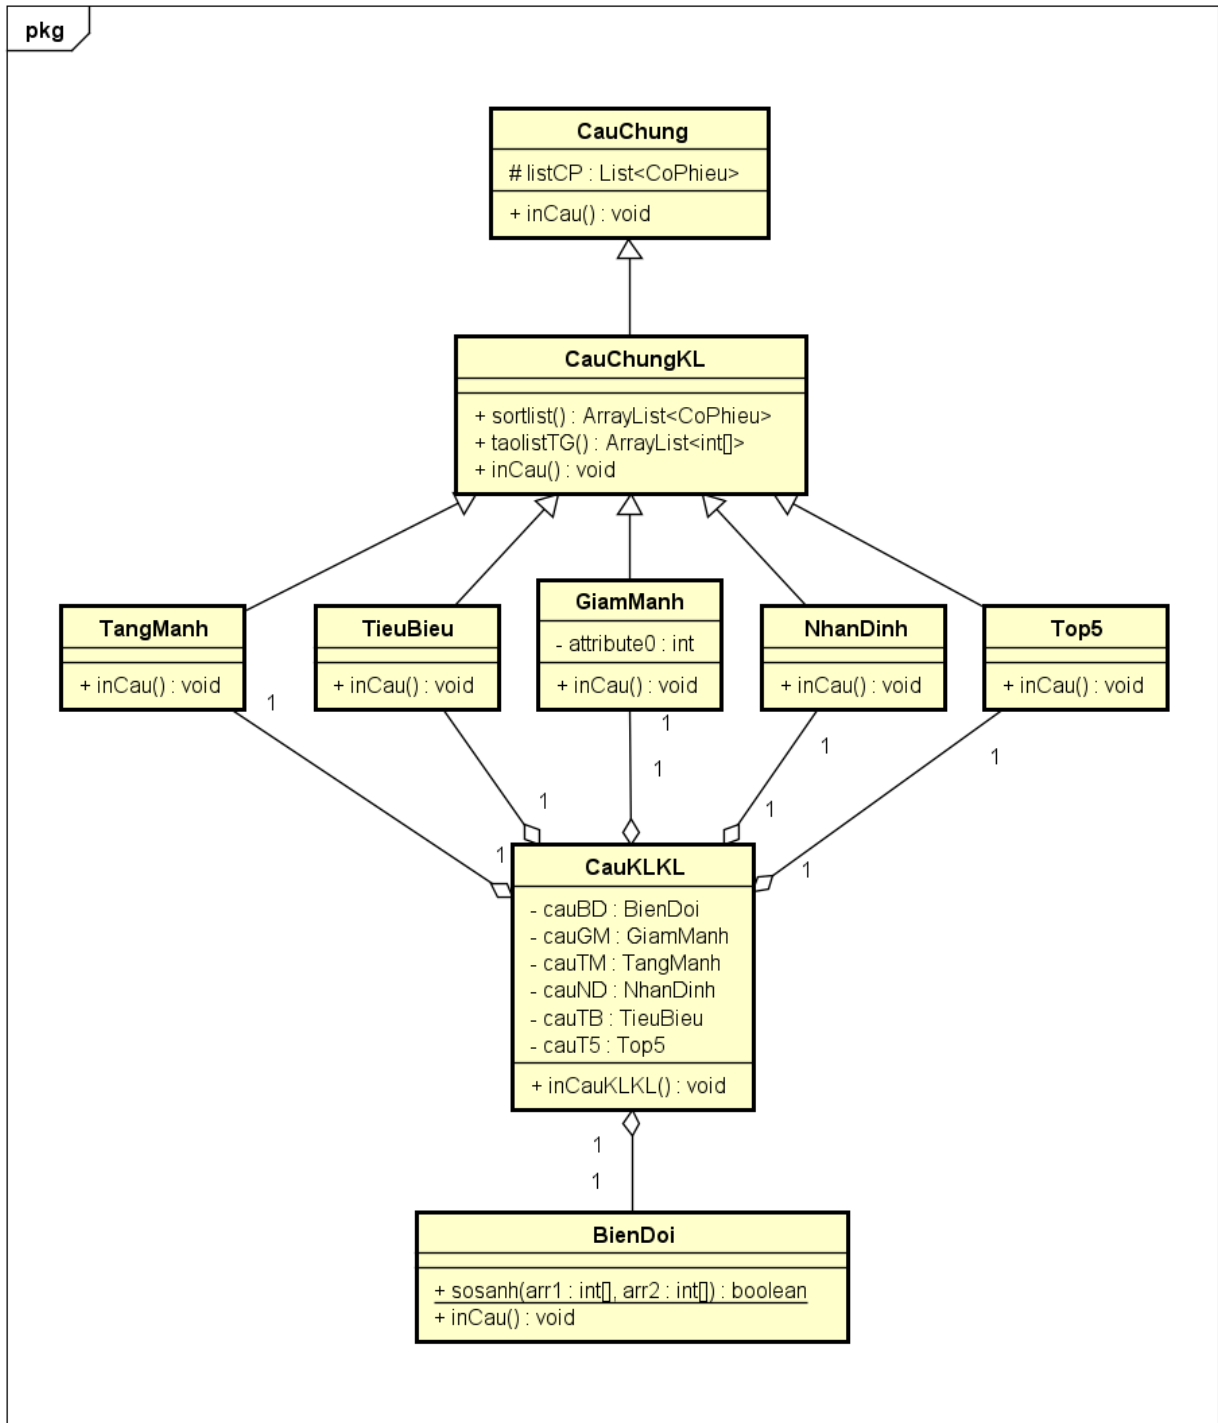 pkg
CauChung
# listCP : List<CoPhieu>
+ inCau() : void
CauChungKL
+ sortlist() : ArrayList<CoPhieu>
+ taolistTG() : ArrayList<int[]>
+ inCau() : void
TangManh
+ inCau() : void
TieuBieu
+ inCau() : void
GiamManh
- attribute0 : int
+ inCau() : void
NhanDinh
+ inCau() : void
Top5
+ inCau() : void
1
1
1
1
1
1
1
1
1
CauKLKL
- cauBD : BienDoi
- cauGM : GiamManh
- cauTM : TangManh
- cauND : NhanDinh
- cauTB : TieuBieu
- cauT5 : Top5
+ inCauKLKL() : void
1
1
BienDoi
+ sosanh(arr1 : int[], arr2 : int[]) : boolean
+ inCau() : void